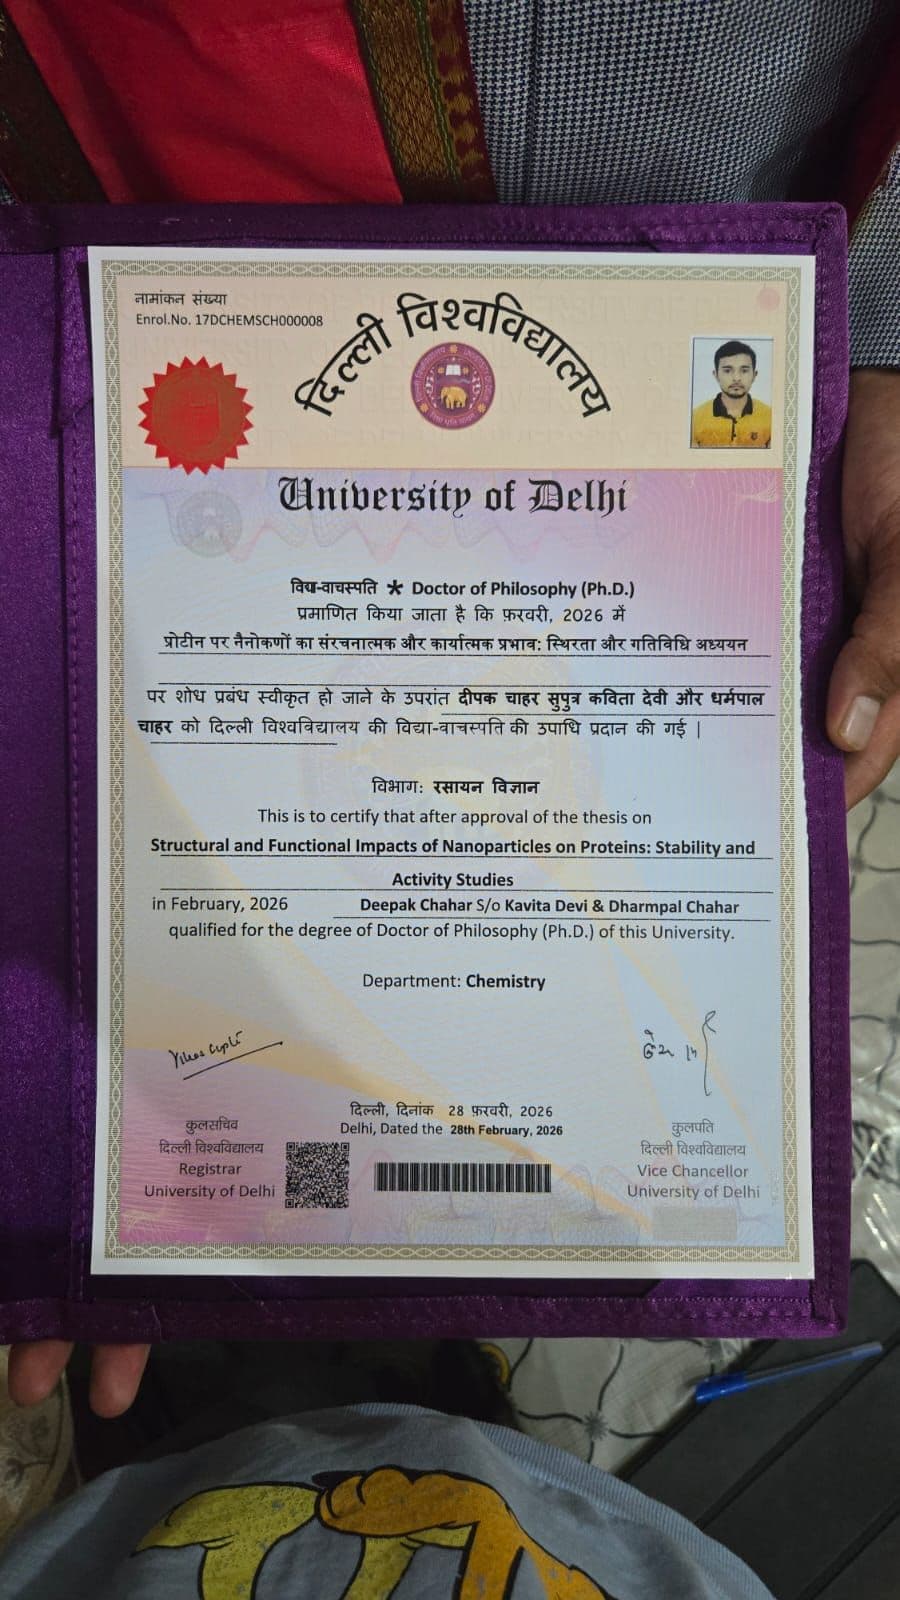 नामांकन संख्या
Enrol.No. 17DCHEMSCH000008
दिल्ली विश्वविद्यालय
University of Delhi
विद्या-वाचस्पति * Doctor of Philosophy (Ph.D.)
प्रमाणित किया जाता है कि फ़रवरी, 2026 में
प्रोटीन पर नैनोकणों का संरचनात्मक और कार्यात्मक प्रभाव: स्थिरता और गतिविधि अध्ययन
पर शोध प्रबंध स्वीकृत हो जाने के उपरांत दीपक चाहर सुपुत्र कविता देवी और धर्मपाल
चाहर को दिल्ली विश्वविद्यालय की विद्या-वाचस्पति की उपाधि प्रदान की गई |
विभाग: रसायन विज्ञान
This is to certify that after approval of the thesis on
Structural and Functional Impacts of Nanoparticles on Proteins: Stability and
Activity Studies
in February, 2026 Deepak Chahar S/o Kavita Devi & Dharmpal Chahar
qualified for the degree of Doctor of Philosophy (Ph.D.) of this University.
Department: Chemistry
Vikas Gupta
दिल्ली, दिनांक 28 फ़रवरी, 2026
Delhi, Dated the 28th February, 2026
कुलसचिव
दिल्ली विश्वविद्यालय
Registrar
University of Delhi
कुलपति
दिल्ली विश्वविद्यालय
Vice Chancellor
University of Delhi